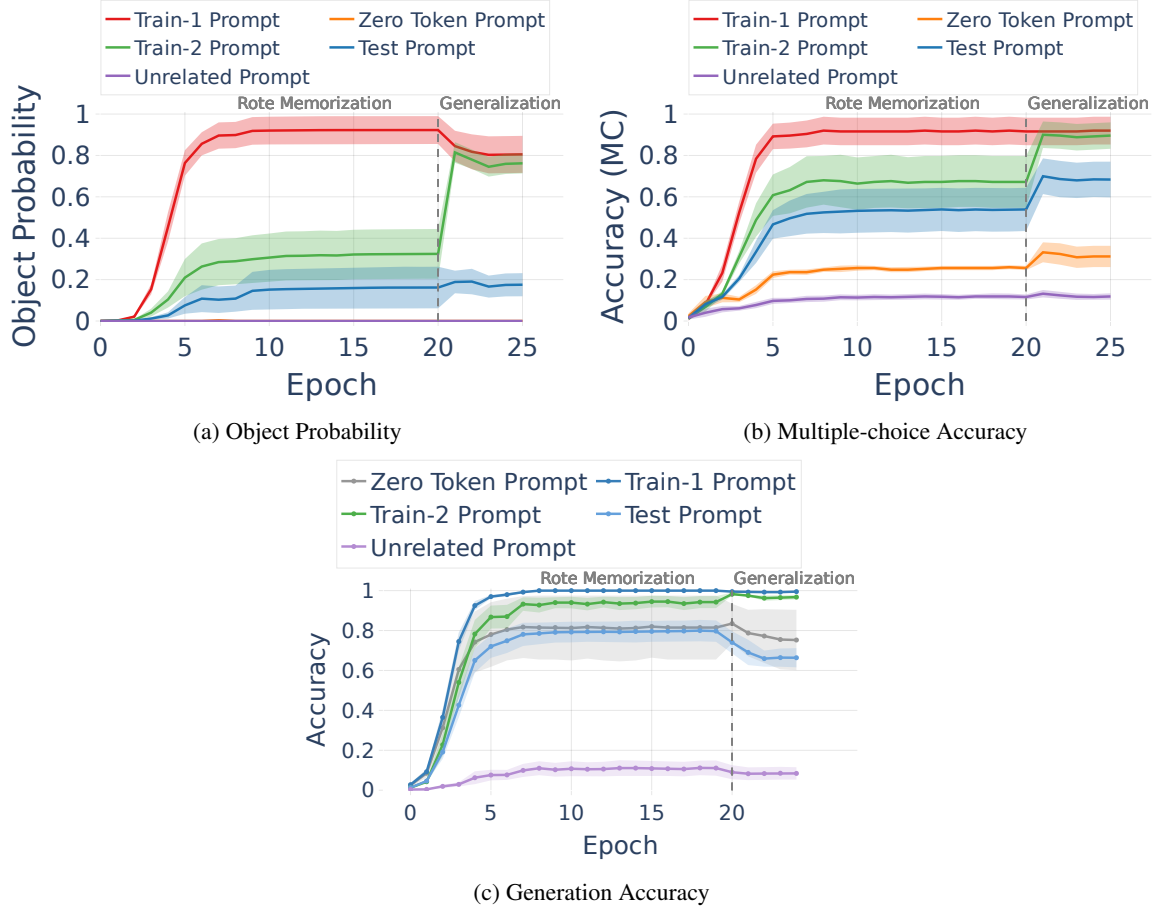 Train-1 Prompt
Zero Token Prompt
Train-2 Prompt
Test Prompt
Unrelated Prompt
Rote Memorization
Generalization
Object Probability
1
0.8
0.6
0.4
0.2
0
0
5
10
15
20
25
Epoch
(a) Object Probability
Train-1 Prompt
Zero Token Prompt
Train-2 Prompt
Test Prompt
Unrelated Prompt
Rote Memorization
Generalization
Accuracy (MC)
1
0.8
0.6
0.4
0.2
0
0
5
10
15
20
25
Epoch
(b) Multiple-choice Accuracy
Zero Token Prompt
Train-1 Prompt
Train-2 Prompt
Test Prompt
Unrelated Prompt
Rote Memorization
Generalization
Accuracy
1
0.8
0.6
0.4
0.2
0
0
5
10
15
20
Epoch
(c) Generation Accuracy